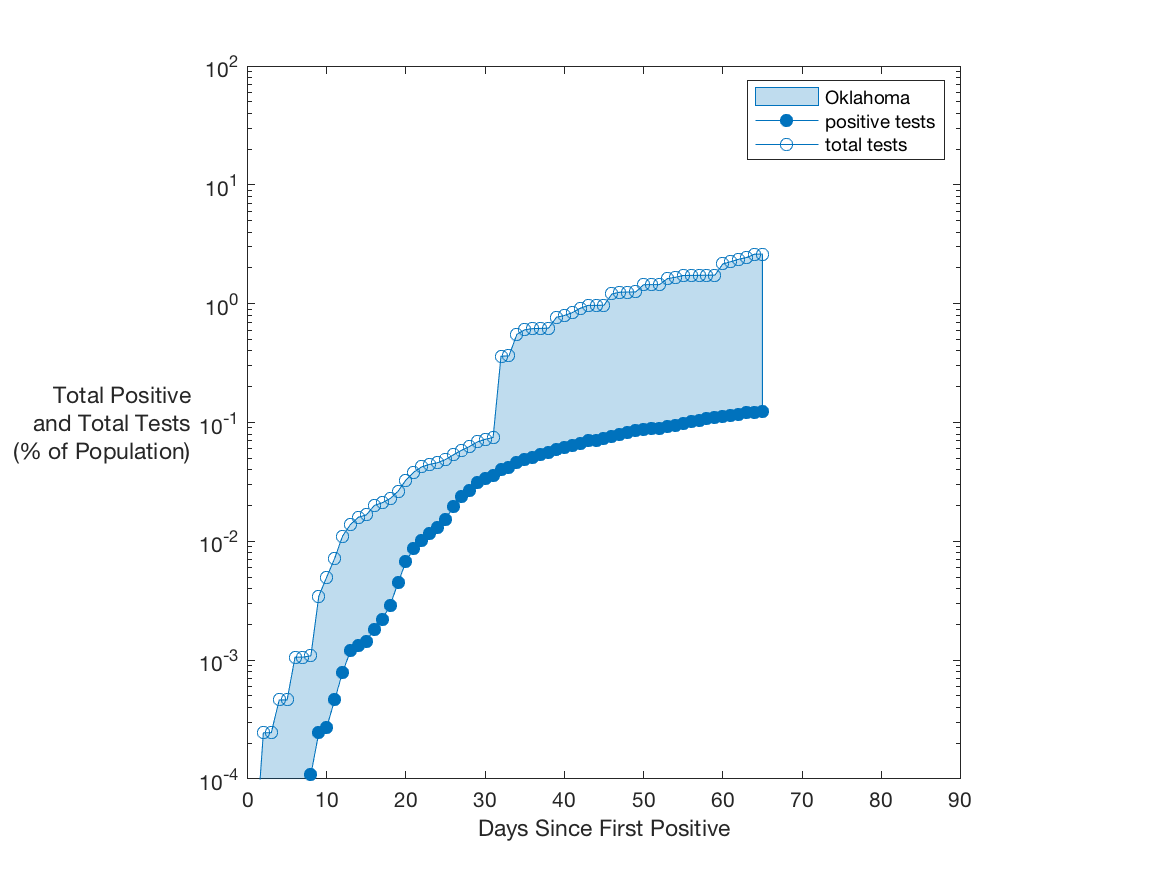 10^2
10^1
10^0
10^-1
10^-2
10^-3
10^-4
Total Positive
and Total Tests
(% of Population)
Oklahoma
positive tests
total tests
0 10 20 30 40 50 60 70 80 90
Days Since First Positive